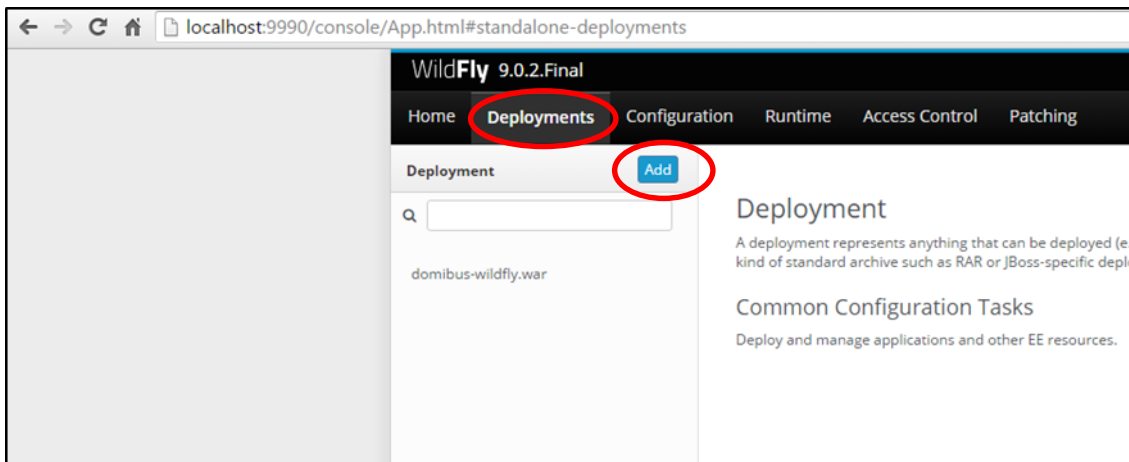 localhost:9990/console/App.html#standalone-deployments
WildFly 9.0.2.Final
Home Deployments Configuration Runtime Access Control Patching
Deployment Add
Deployment
A deployment represents anything that can be deployed (e
kind of standard archive such as RAR or JBoss-specific depl
domibus-wildfly.war
Common Configuration Tasks
Deploy and manage applications and other EE resources.